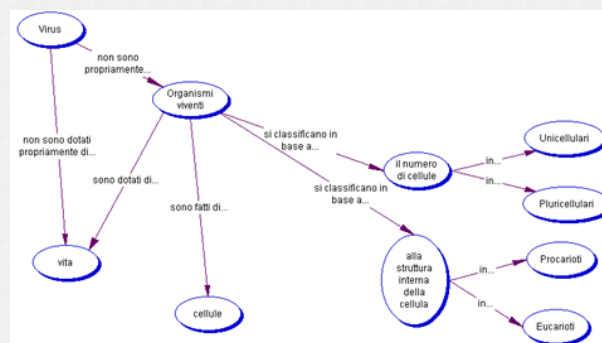 Virus
non sono
propriamente...
Organismi
viventi
non sono dotati
propriamente di...
sono dotati di...
sono fatti di...
si classificano in
base a...
si classificano in
base a...
il numero
di cellule
in...
in...
Unicellulari
Pluricellulari
vita
cellule
alla
struttura
interna
della
cellula
in...
in...
Procarioti
Eucarioti